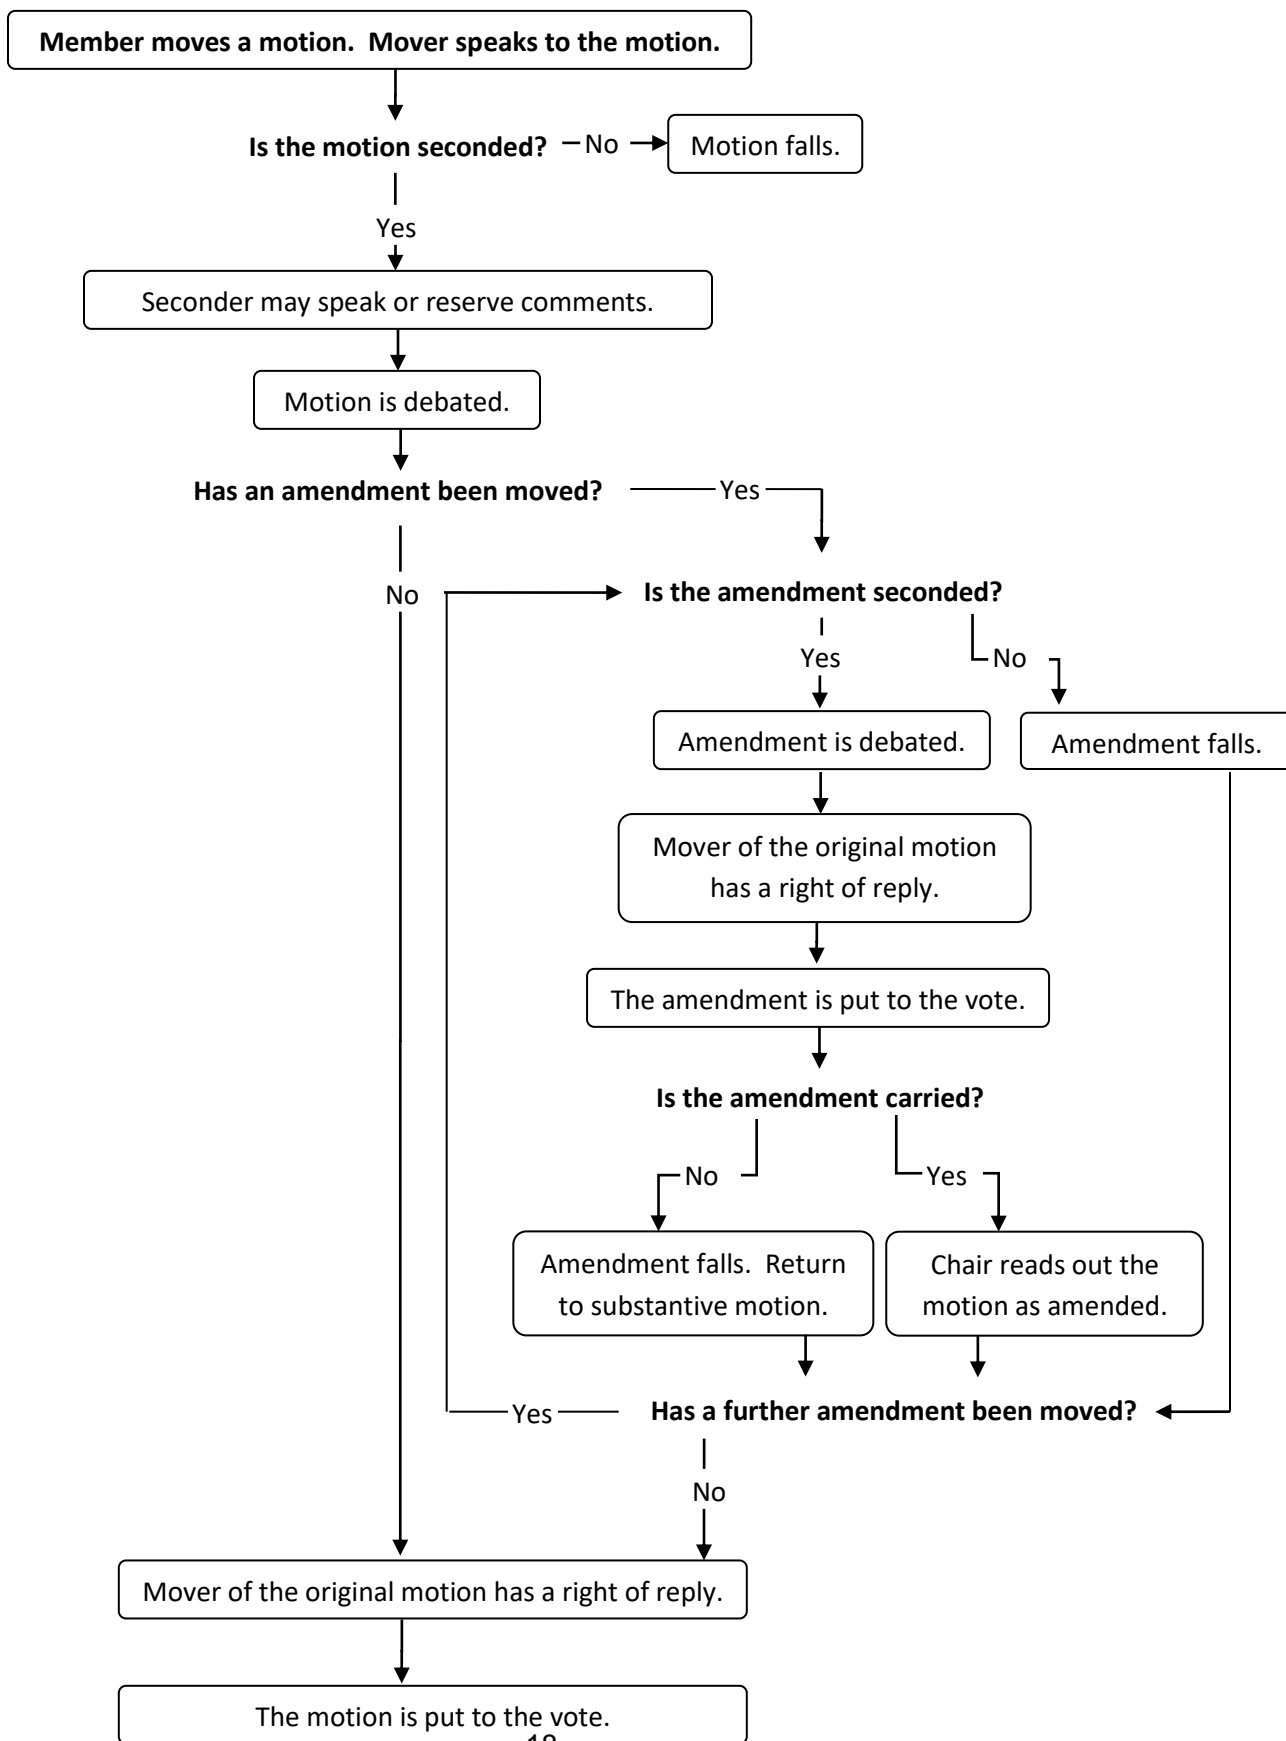 Member moves a motion.  Mover speaks to the motion.
Is the motion seconded?
No
Motion falls.
Yes
Seconder may speak or reserve comments.
Motion is debated.
Has an amendment been moved?
Yes
No
Is the amendment seconded?
Yes
No
Amendment is debated.
Amendment falls.
Mover of the original motion
has a right of reply.
The amendment is put to the vote.
Is the amendment carried?
No
Yes
Amendment falls.  Return
to substantive motion.
Chair reads out the
motion as amended.
Has a further amendment been moved?
Yes
No
Mover of the original motion has a right of reply.
The motion is put to the vote.
18